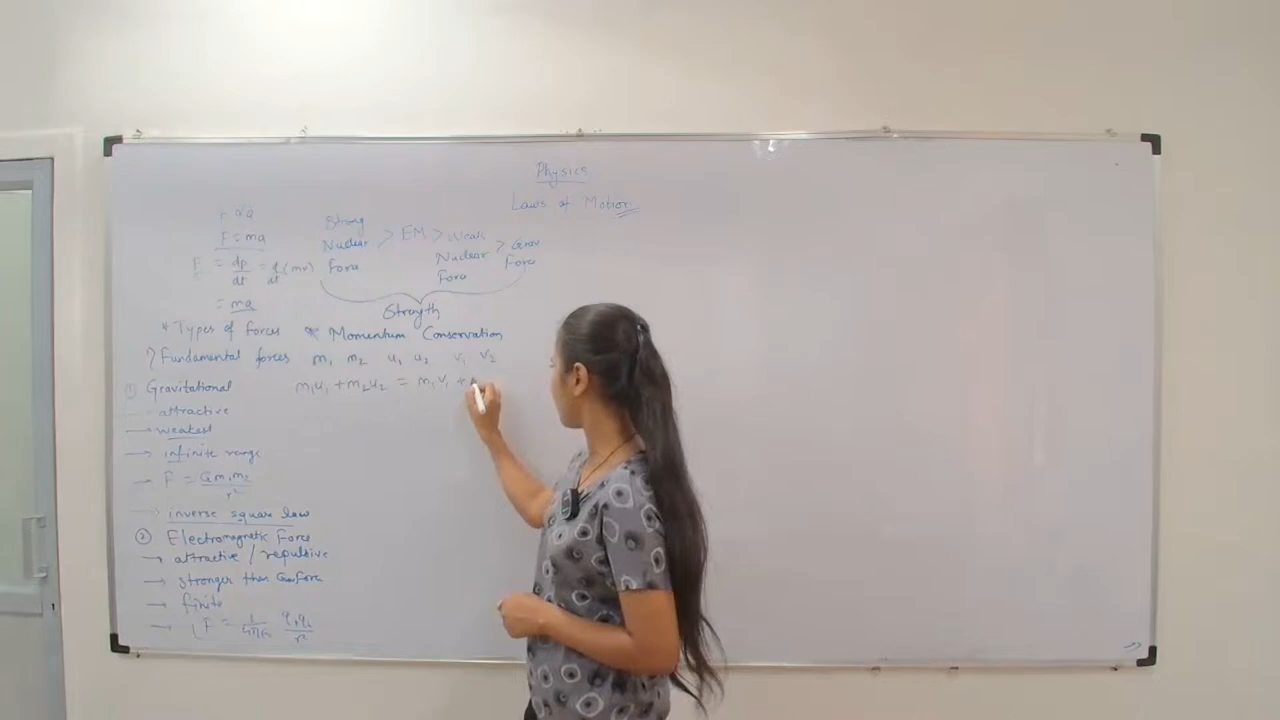 Physics
Laws of Motion
F = ma
F = dp/dt = d/dt (mv)
= ma
Strong Nuclear Force > EM > Weak Nuclear Force > Grav Force
Strength
* Types of Forces
1) Fundamental forces
① Gravitational
attractive
→ weakest
→ infinite range
→ F = Gm₁m₂/r²
→ inverse square law
② Electromagnetic Force
→ attractive / repulsive
→ stronger than Gra Force
→ finite
→ F = 1/4πε₀ q₁q₂/r²
* Momentum Conservation
m₁ m₂ u₁ u₂ v₁ v₂
m₁u₁ + m₂u₂ = m₁v₁ +